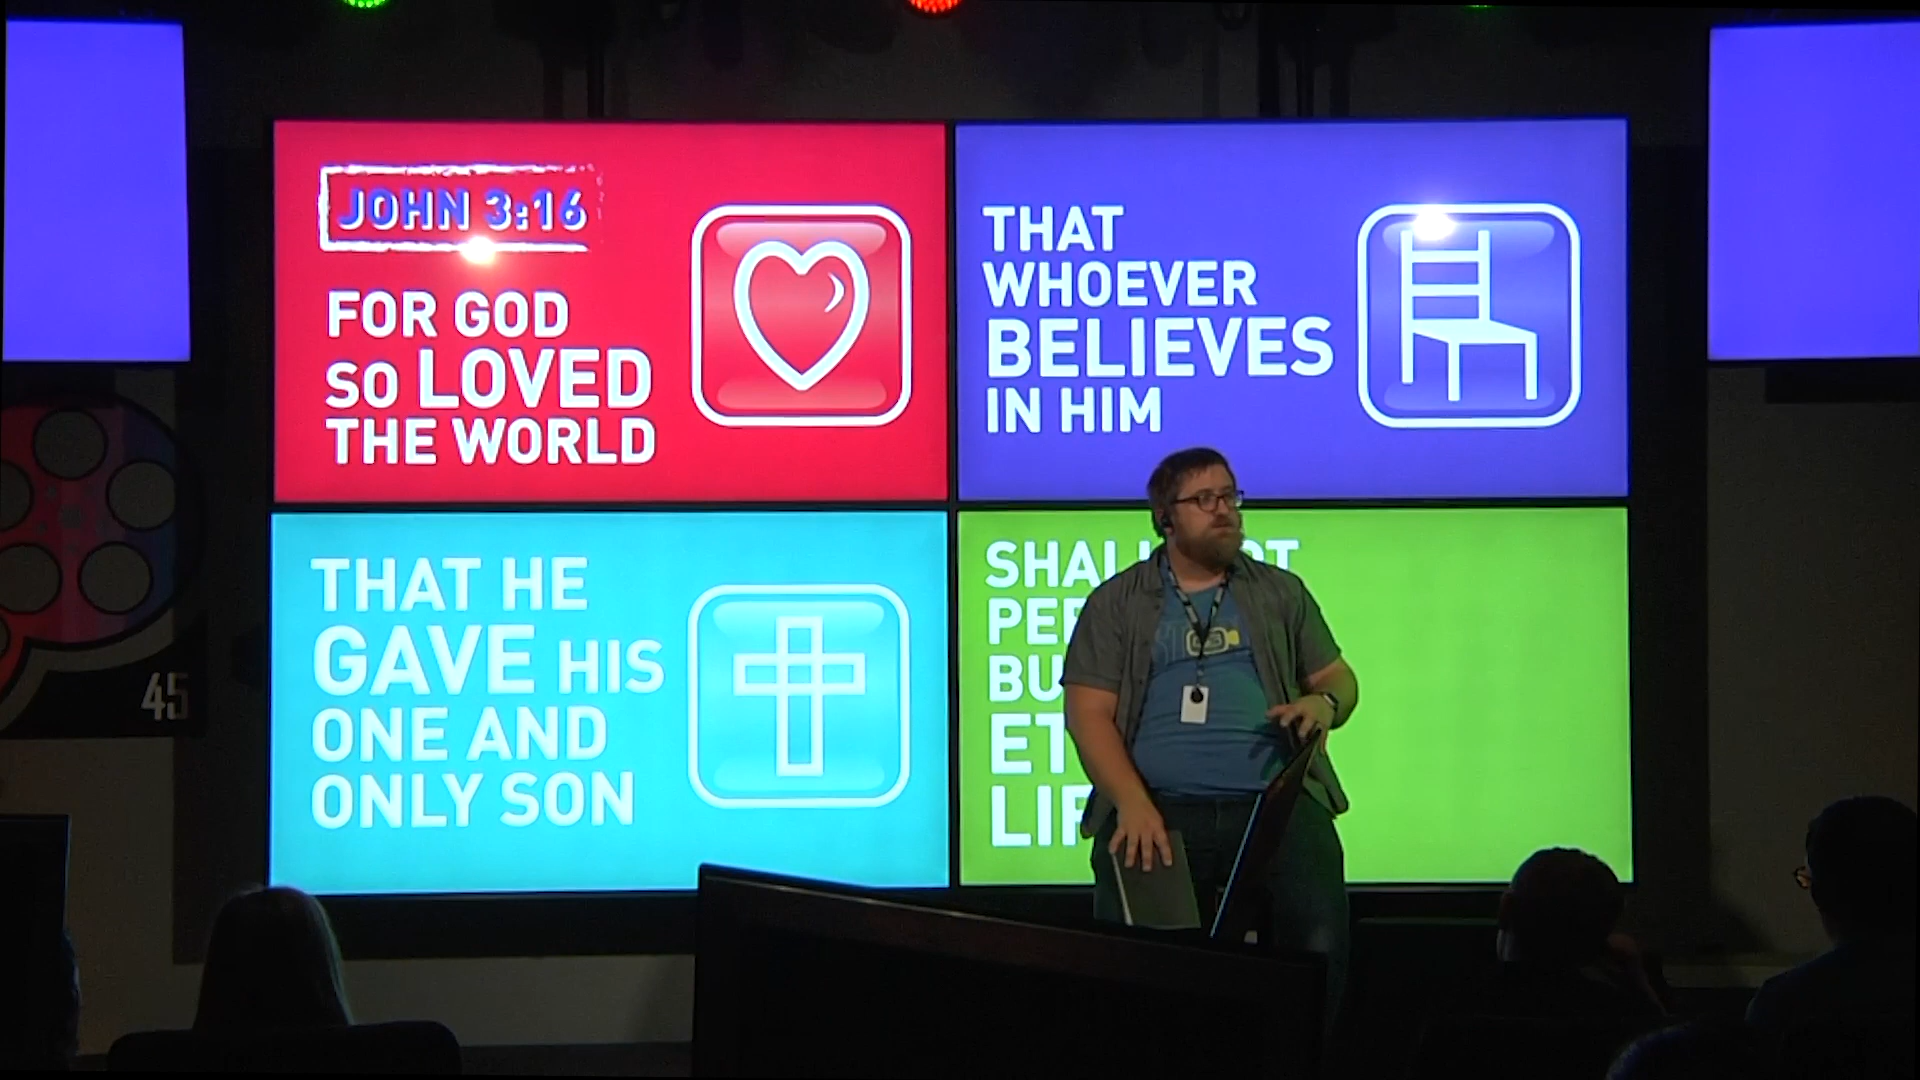 JOHN 3:16
FOR GOD
SO LOVED
THE WORLD
THAT HE
GAVE HIS
ONE AND
ONLY SON
THAT
WHOEVER
BELIEVES
IN HIM
45